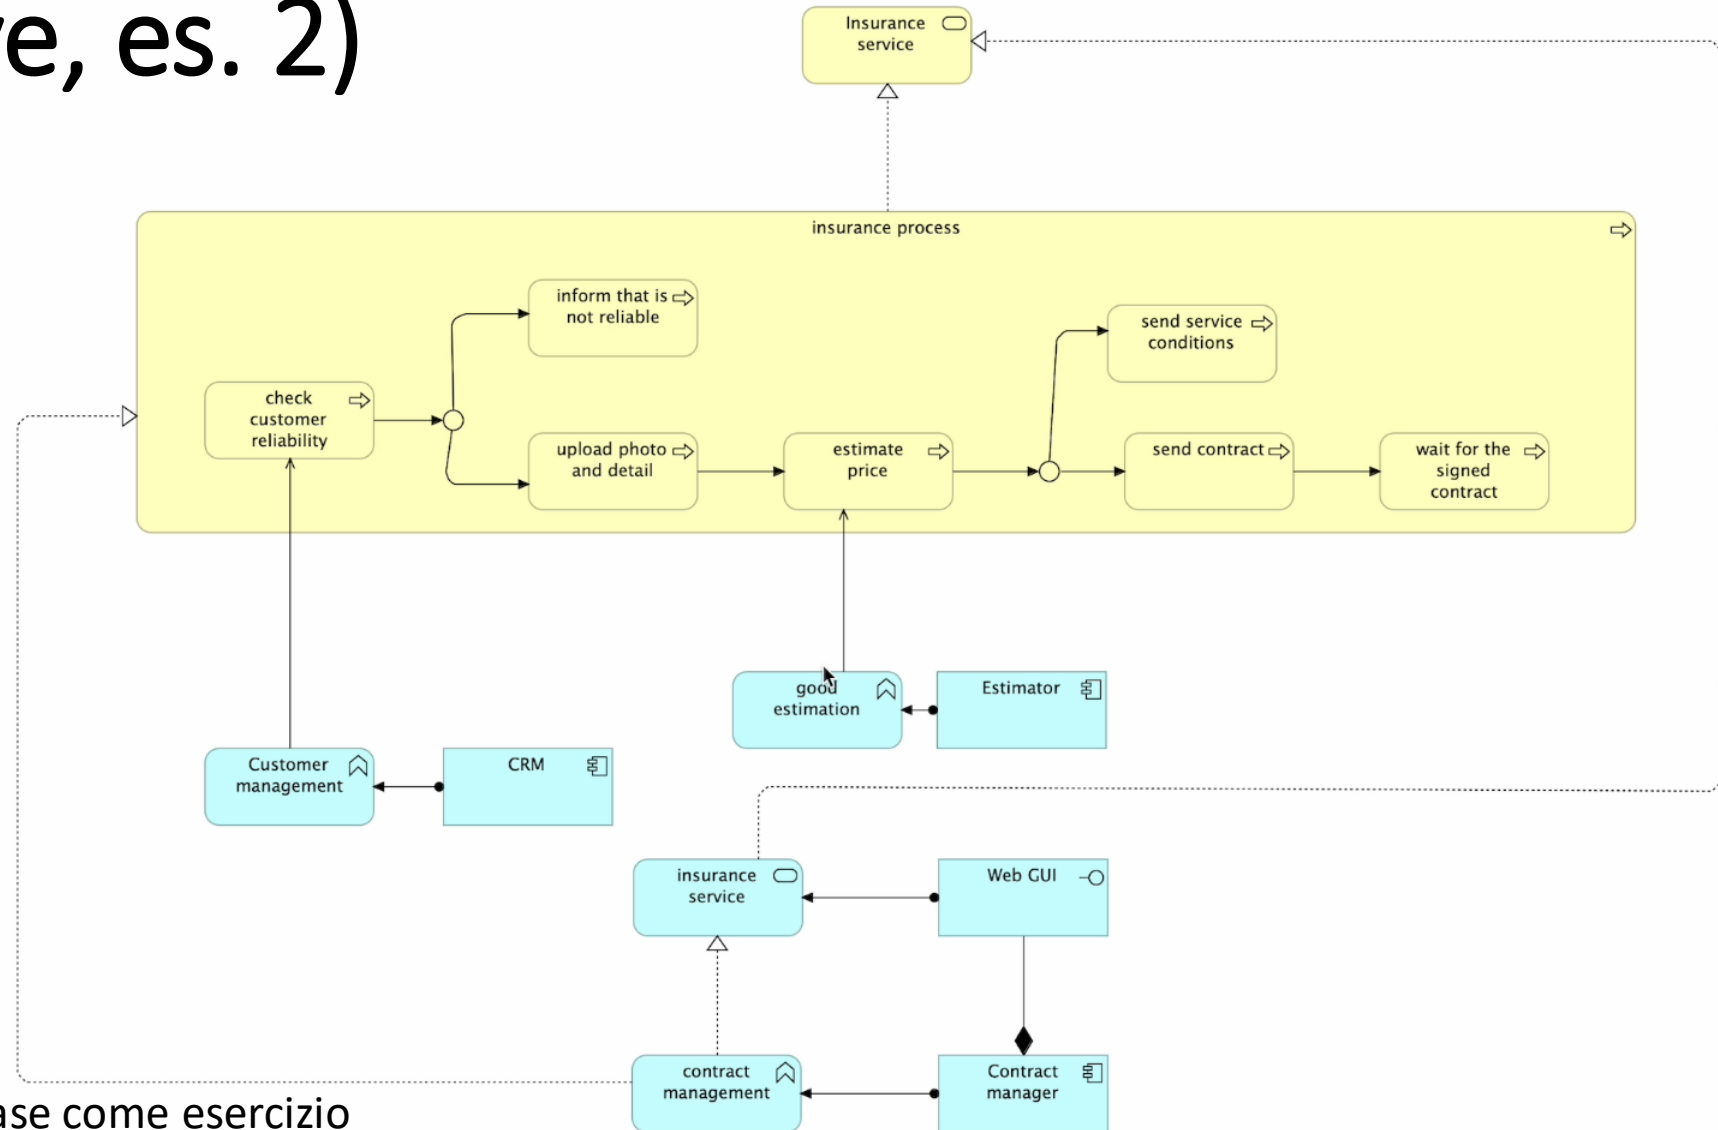 ve, es. 2)
Insurance
service
insurance process
inform that is
not reliable
send service
conditions
check
customer
reliability
upload photo
and detail
estimate
price
send contract
wait for the
signed
contract
good
estimation
Estimator
Customer
management
CRM
insurance
service
Web GUI
contract
management
Contract
manager
ase come esercizio